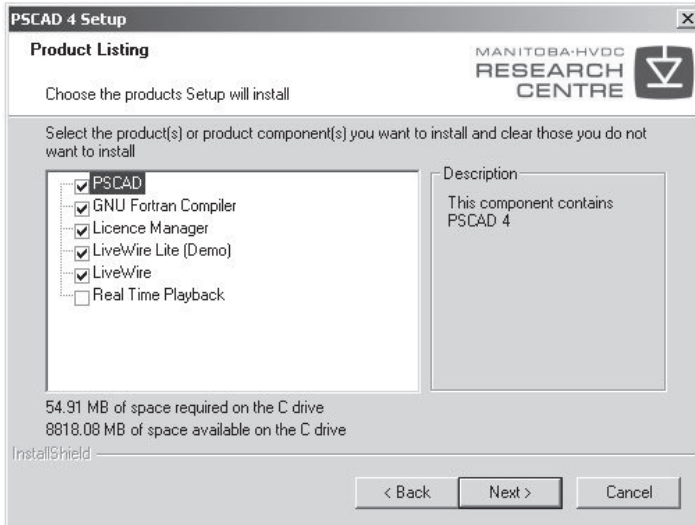 PSCAD 4 Setup
Product Listing
Choose the products Setup will install
MANITOBA-HVDC
RESEARCH
CENTRE
Select the product(s) or product component(s) you want to install and clear those you do not
want to install
PSCAD
GNU Fortran Compiler
Licence Manager
LiveWire Lite (Demo)
LiveWire
Real Time Playback
Description
This component contains
PSCAD 4
54.91 MB of space required on the C drive
8818.08 MB of space available on the C drive
InstallShield
< Back
Next >
Cancel